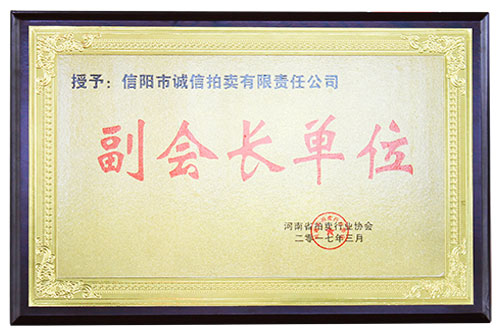 授予：信阳市诚信拍卖有限责任公司
副会长单位
河南省拍卖行业协会
二零一七年三月